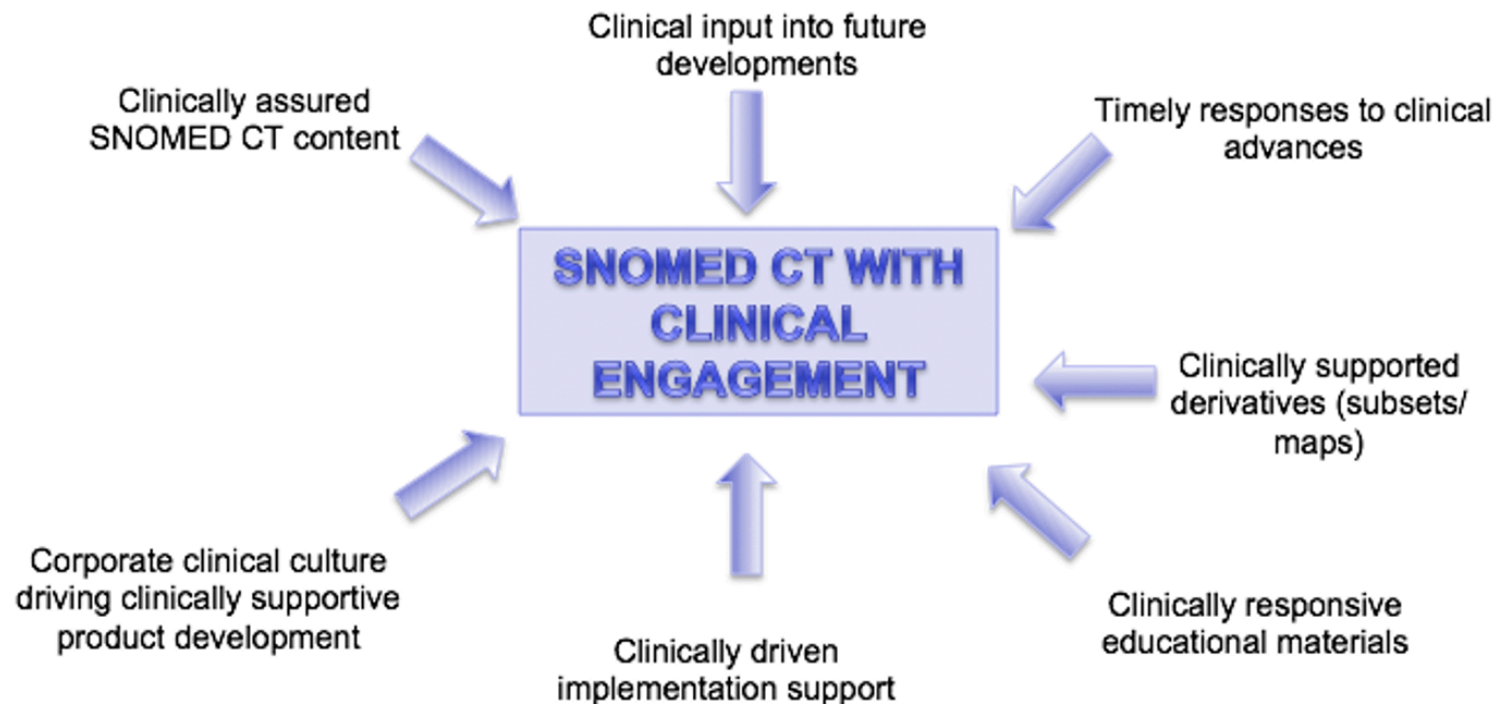 Clinical input into future
developments
Clinically assured
SNOMED CT content
Timely responses to clinical
advances
SNOMED CT WITH
CLINICAL
ENGAGEMENT
Clinically supported
derivatives (subsets/
maps)
Corporate clinical culture
driving clinically supportive
product development
Clinically responsive
educational materials
Clinically driven
implementation support